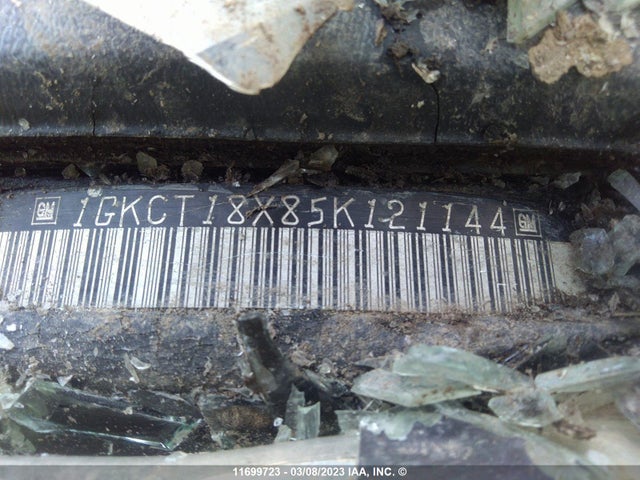 GM 1GKCT18X85K121144 GM
11699723 - 03/08/2023 IAA, INC. ©